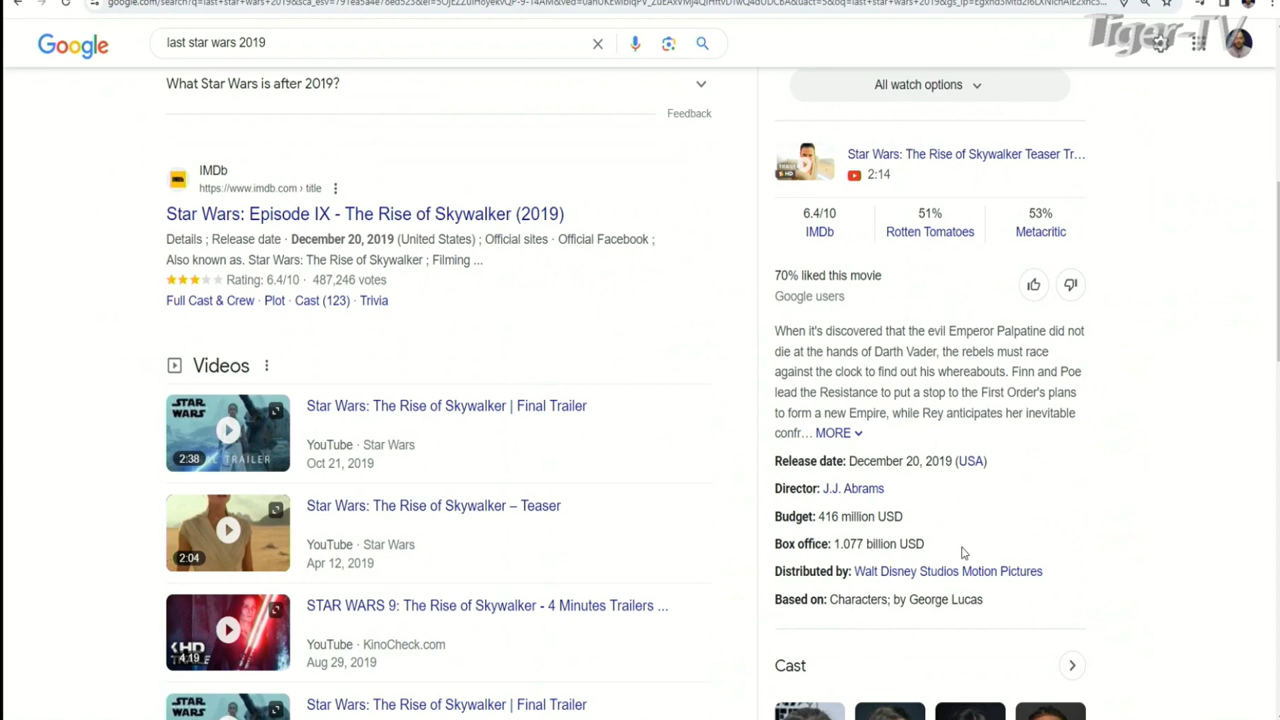 Tiger-TV
Google
last star wars 2019
What Star Wars is after 2019?
Feedback
IMDb
https://www.imdb.com › title
Star Wars: Episode IX - The Rise of Skywalker (2019)
Details ; Release date · December 20, 2019 (United States) ; Official sites · Official Facebook ;
Also known as. Star Wars: The Rise of Skywalker ; Filming ...
Rating: 6.4/10 · 487,246 votes
Full Cast & Crew · Plot · Cast (123) · Trivia
Videos
Star Wars: The Rise of Skywalker | Final Trailer
YouTube · Star Wars
Oct 21, 2019
STAR
WARS
TRAILER
2:38
Star Wars: The Rise of Skywalker – Teaser
YouTube · Star Wars
Apr 12, 2019
2:04
STAR WARS 9: The Rise of Skywalker - 4 Minutes Trailers ...
YouTube · KinoCheck.com
Aug 29, 2019
HD
4:19
Star Wars: The Rise of Skywalker | Final Trailer
STAR
WARS
All watch options
Star Wars: The Rise of Skywalker Teaser Tr...
2:14
6.4/10
IMDb
51%
Rotten Tomatoes
53%
Metacritic
70% liked this movie
Google users
When it's discovered that the evil Emperor Palpatine did not
die at the hands of Darth Vader, the rebels must race
against the clock to find out his whereabouts. Finn and Poe
lead the Resistance to put a stop to the First Order's plans
to form a new Empire, while Rey anticipates her inevitable
confr... MORE
Release date: December 20, 2019 (USA)
Director: J.J. Abrams
Budget: 416 million USD
Box office: 1.077 billion USD
Distributed by: Walt Disney Studios Motion Pictures
Based on: Characters; by George Lucas
Cast